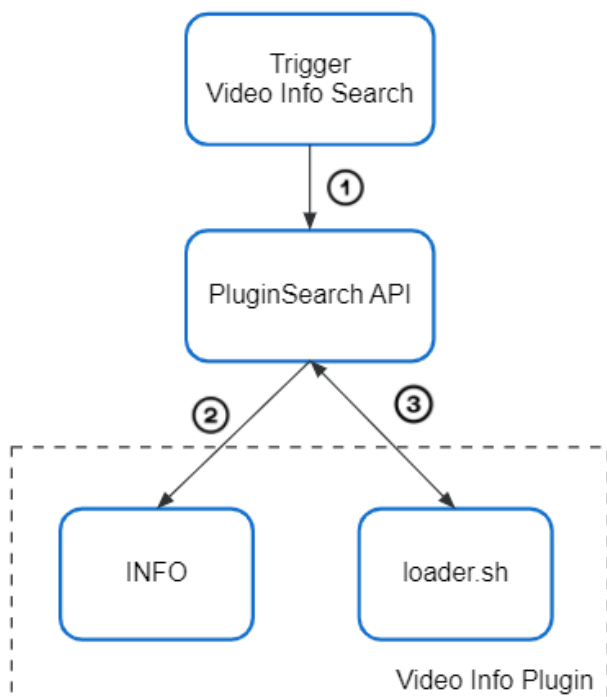 Trigger
Video Info Search
1
PluginSearch API
2
3
INFO
loader.sh
Video Info Plugin